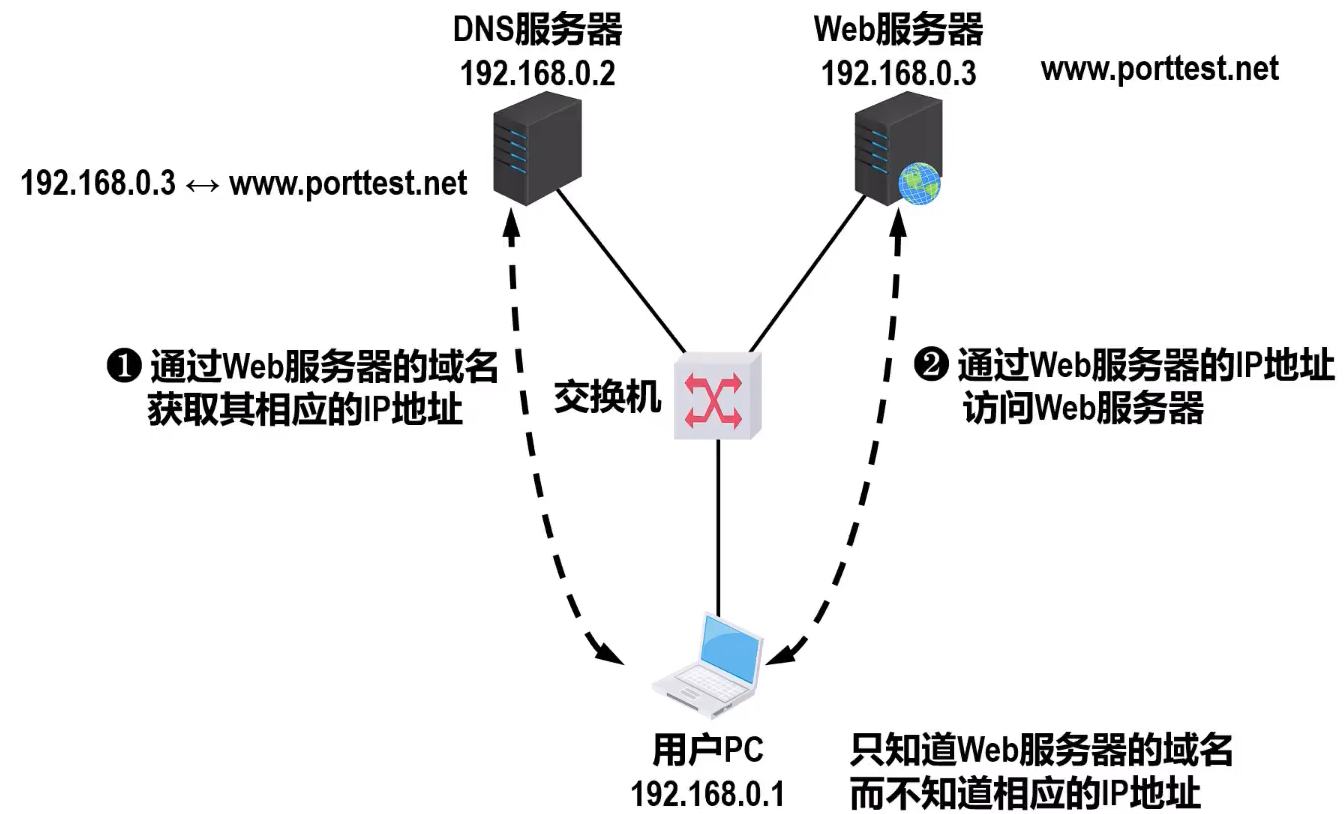 DNS服务器
192.168.0.2
Web服务器
192.168.0.3
www.porttest.net
192.168.0.3 ↔ www.porttest.net
❶ 通过Web服务器的域名
获取其相应的IP地址
交换机
❷ 通过Web服务器的IP地址
访问Web服务器
用户PC
192.168.0.1
只知道Web服务器的域名
而不知道相应的IP地址